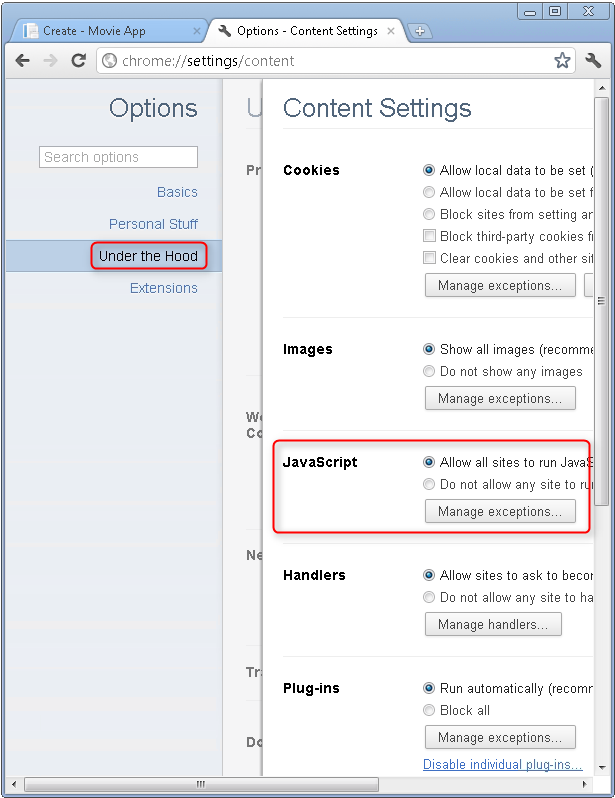 Create - Movie App
Options - Content Settings
chrome://settings/content
Options
Search options
Basics
Personal Stuff
Under the Hood
Extensions
U
Content Settings
Pr
Cookies
Allow local data to be set (
Allow local data to be set f
Block sites from setting an
Block third-party cookies f
Clear cookies and other sit
Manage exceptions...
Images
Show all images (recomme
Do not show any images
Manage exceptions...
We
Co
JavaScript
Allow all sites to run JavaS
Do not allow any site to ru
Manage exceptions...
Ne
Handlers
Allow sites to ask to becor
Do not allow any site to ha
Manage handlers...
Tra
Plug-ins
Run automatically (recom
Block all
Do
Manage exceptions...
Disable individual plug-ins...